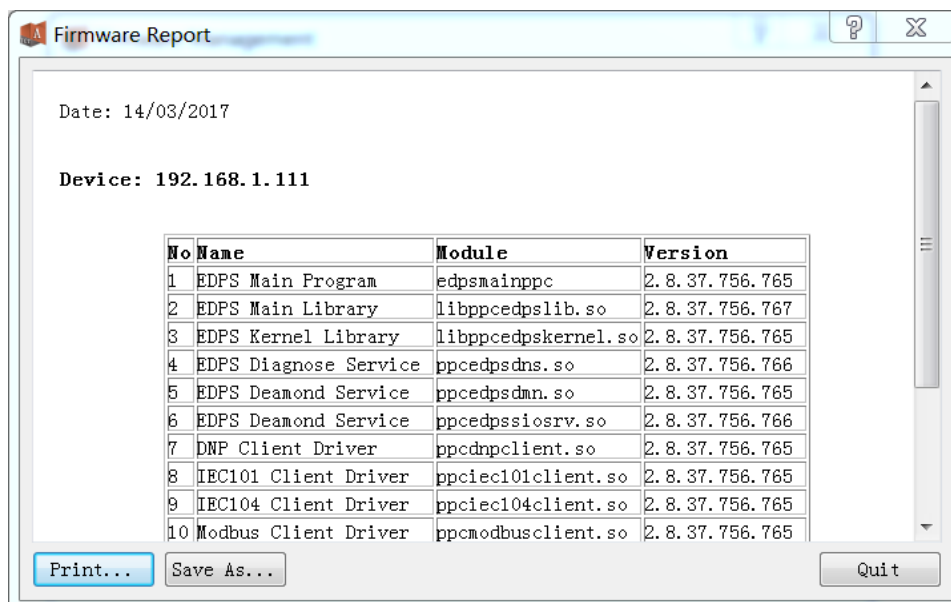 Firmware Report
Date: 14/03/2017
Device: 192.168.1.111
No Name Module Version
1 EDPS Main Program edpsmainppc 2.8.37.756.765
2 EDPS Main Library libppcedpslib.so 2.8.37.756.767
3 EDPS Kernel Library libppcedpskernel.so 2.8.37.756.765
4 EDPS Diagnose Service ppcedpsdns.so 2.8.37.756.766
5 EDPS Deamond Service ppcedpsdmn.so 2.8.37.756.765
6 EDPS Deamond Service ppcedpssiosrv.so 2.8.37.756.766
7 DNP Client Driver ppcdnpclient.so 2.8.37.756.765
8 IEC101 Client Driver ppciec101client.so 2.8.37.756.765
9 IEC104 Client Driver ppciec104client.so 2.8.37.756.765
10 Modbus Client Driver ppcmodbusclient.so 2.8.37.756.765
Print... Save As... Quit